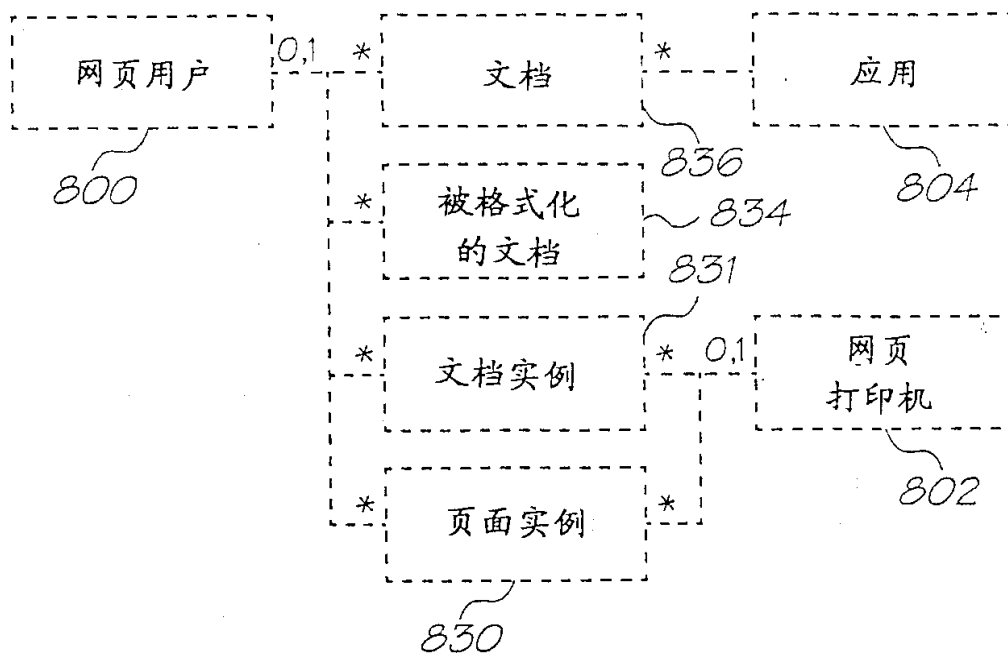 网页用户
0,1
*
文档
*
应用
800
836
804
*
被格式化
的文档
834
831
*
文档实例
*
0,1
网页
打印机
802
*
页面实例
*
830